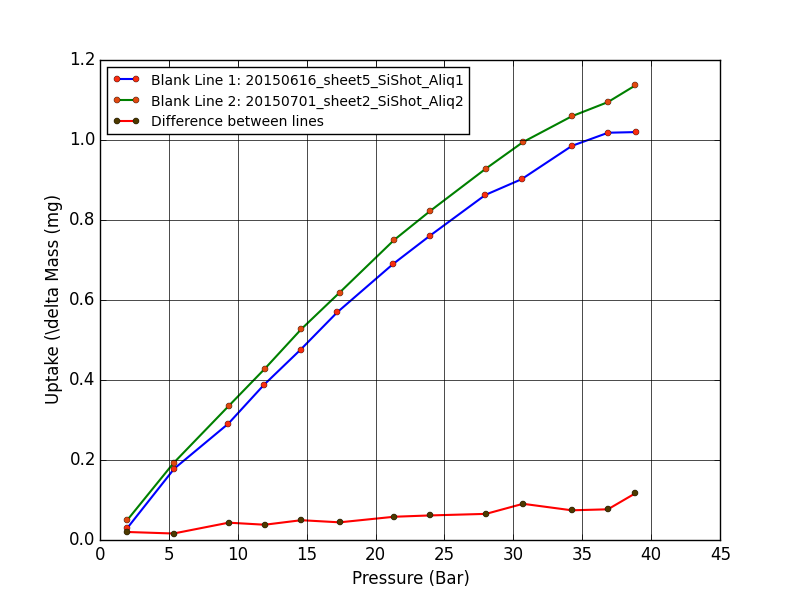 Blank Line 1: 20150616_sheet5_SiShot_Aliq1
Blank Line 2: 20150701_sheet2_SiShot_Aliq2
Difference between lines
1.2
1.0
0.8
0.6
0.4
0.2
0.0
Uptake (\delta Mass (mg)
0 5 10 15 20 25 30 35 40 45
Pressure (Bar)